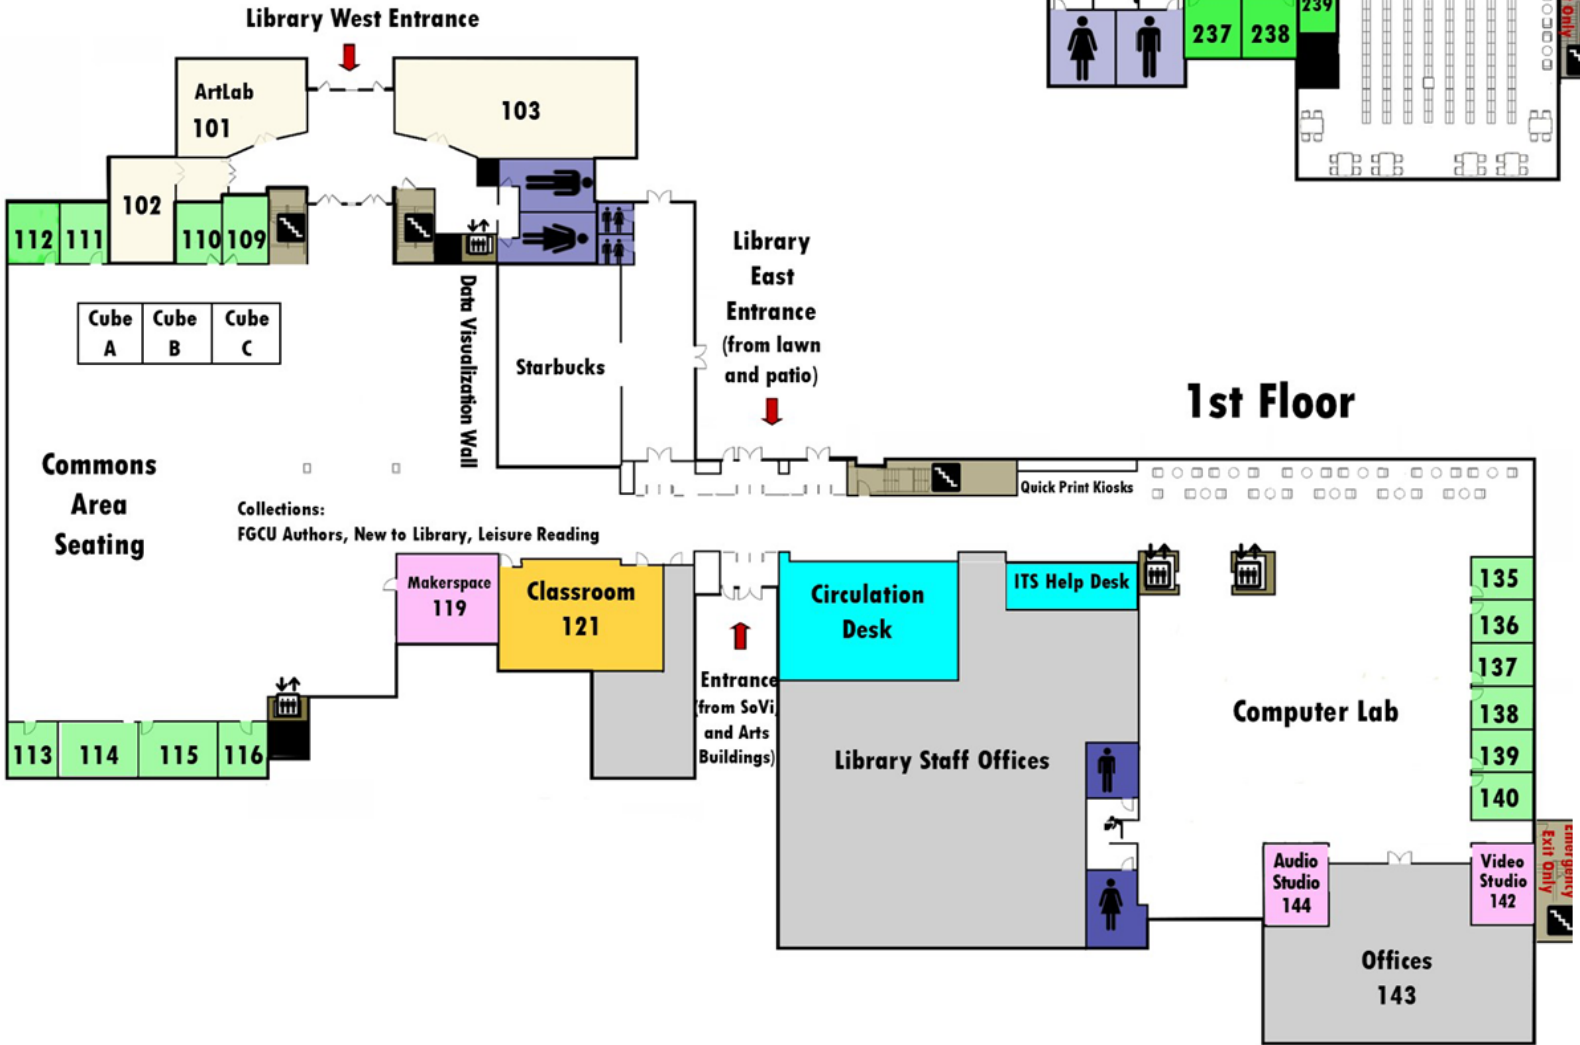 Library West Entrance
237
238
239
Only
ArtLab
101
103
102
112
111
110
109
Cube
A
Cube
B
Cube
C
Data Visualization Wall
Starbucks
Library
East
Entrance
(from lawn
and patio)
1st Floor
Commons
Area
Seating
Collections:
FGCU Authors, New to Library, Leisure Reading
Quick Print Kiosks
Makerspace
119
Classroom
121
Circulation
Desk
ITS Help Desk
135
136
137
138
139
140
Entrance
(from SoVi
and Arts
Buildings)
Library Staff Offices
Computer Lab
113
114
115
116
Audio
Studio
144
Video
Studio
142
Emergency
Exit Only
Offices
143